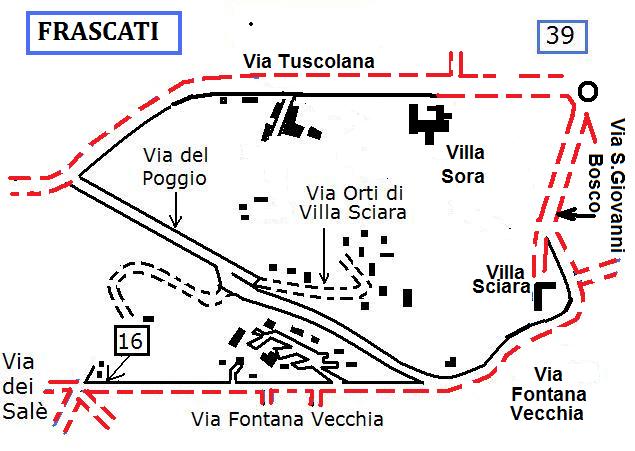 FRASCATI
39
Via Tuscolana
Via del
Poggio
Villa
Sora
Via S.Giovanni
Bosco
Via Orti di
Villa Sciara
Villa
Sciara
16
Via
dei
Salè
Via Fontana Vecchia
Via
Fontana
Vecchia